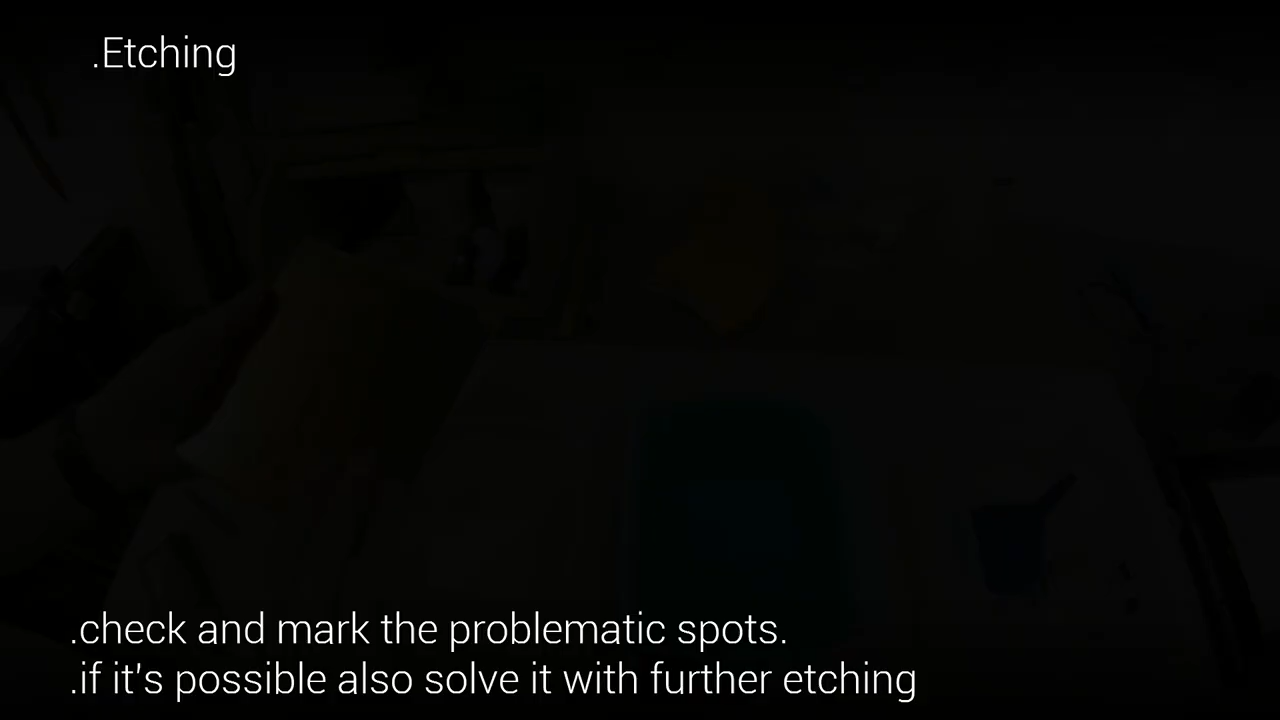 .Etching
.check and mark the problematic spots.
.if it's possible also solve it with further etching